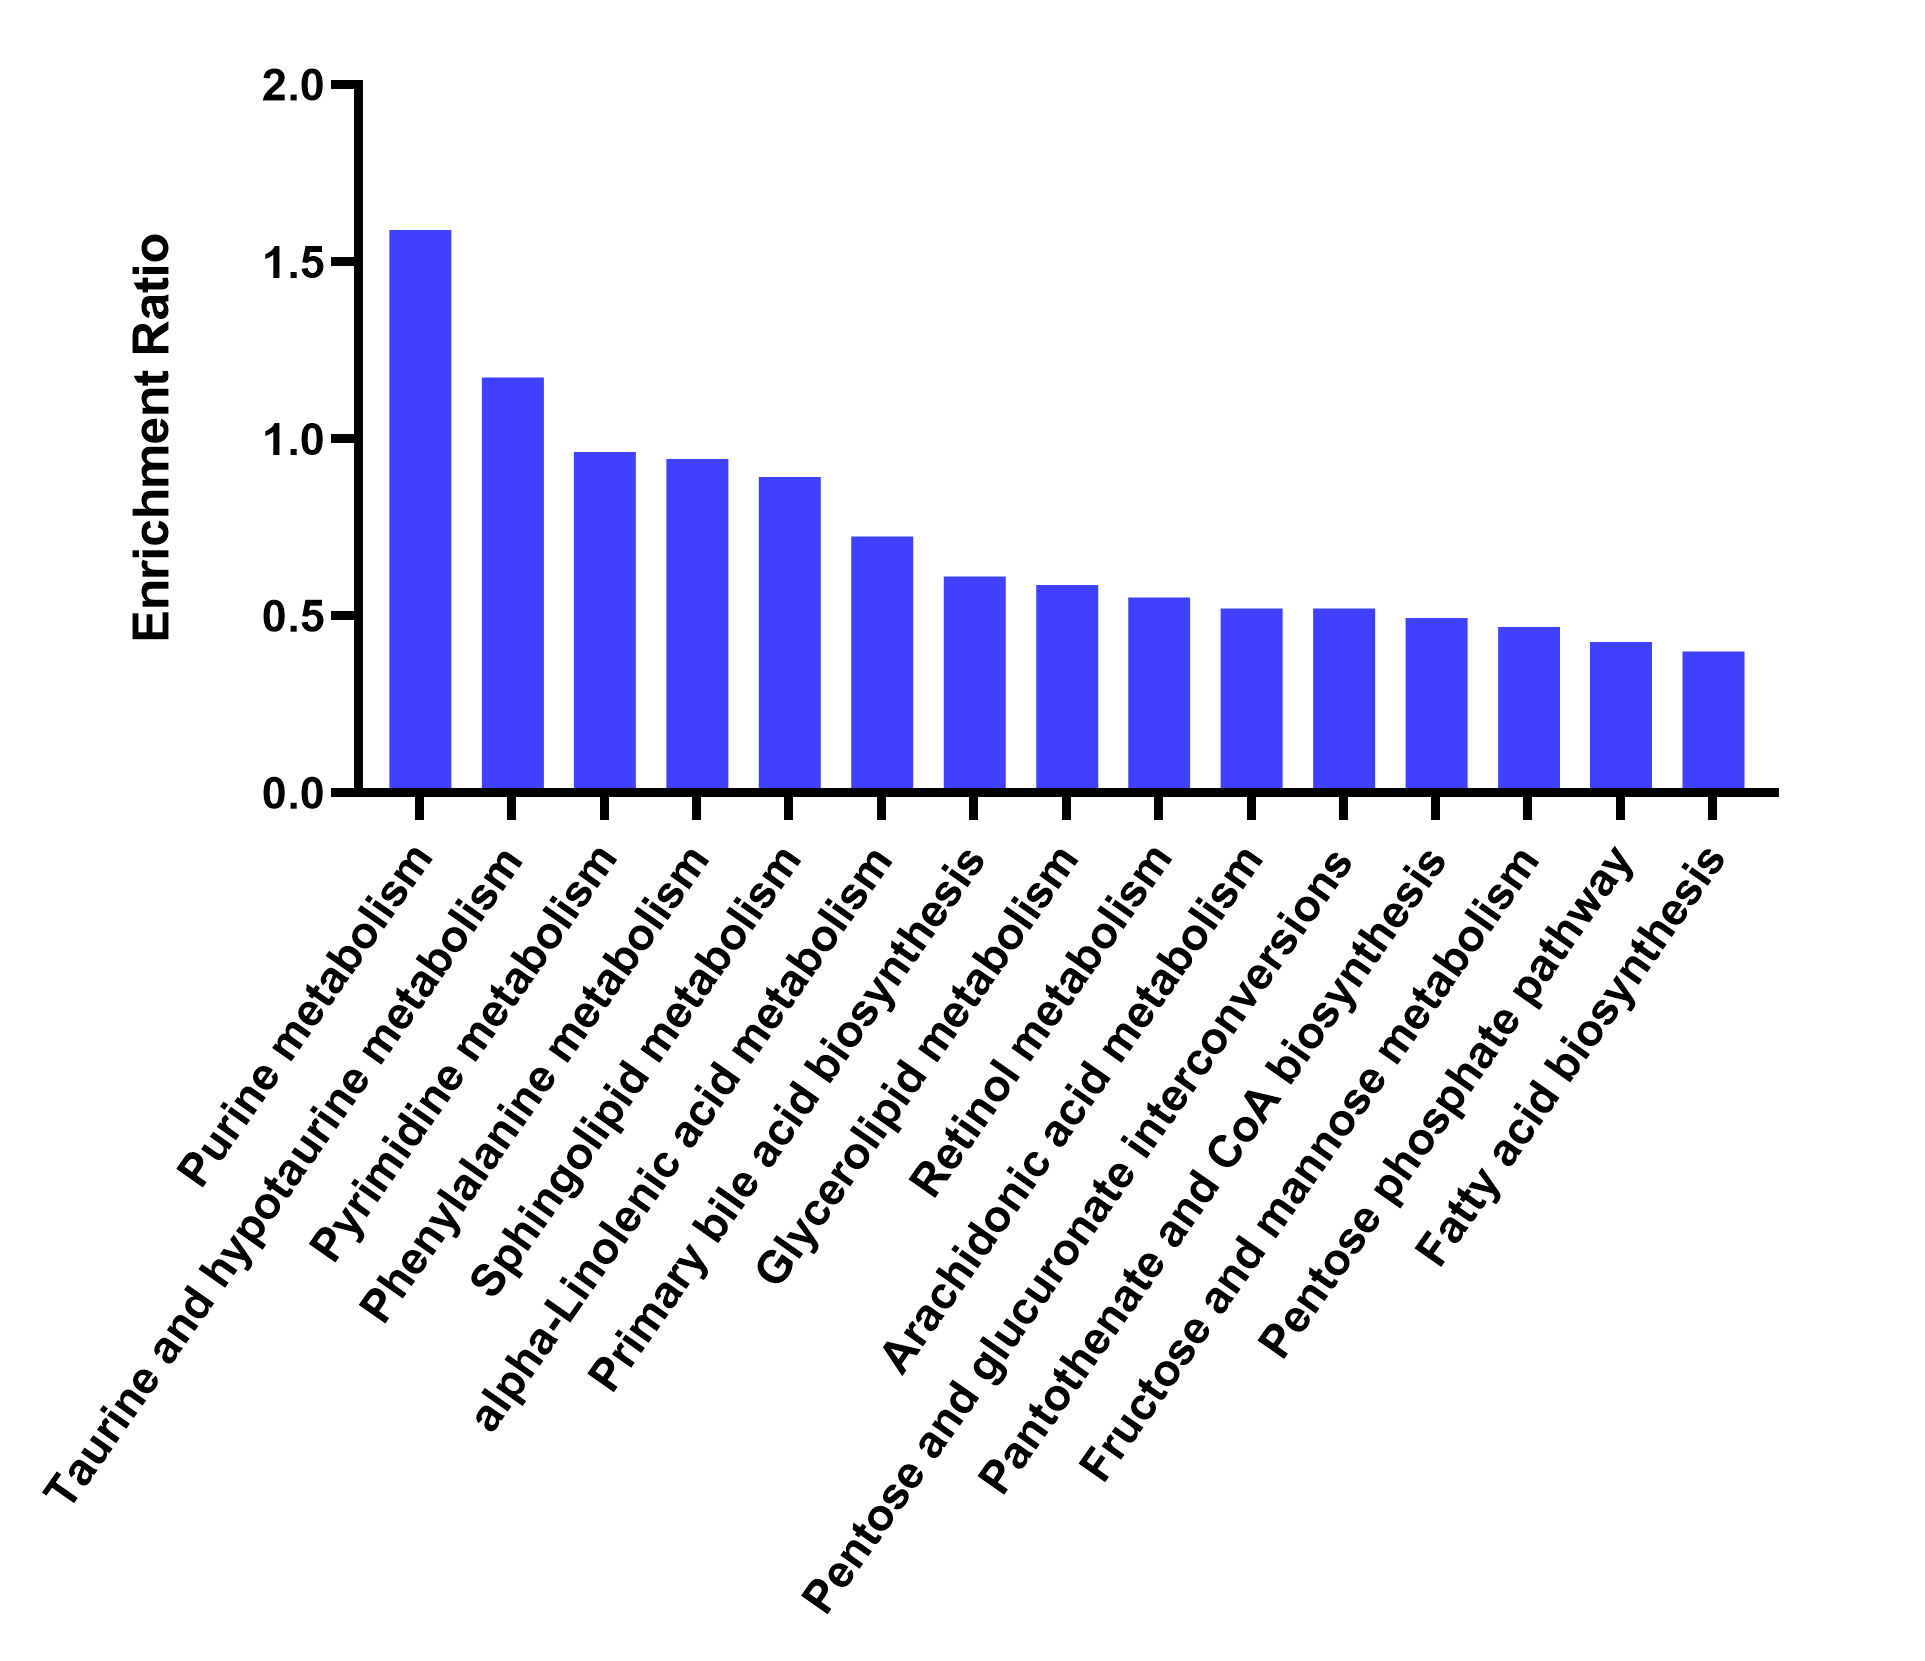 Enrichment Ratio
2.0
1.5
1.0
0.5
0.0
Purine metabolism
Taurine and hypotaurine metabolism
Pyrimidine metabolism
Phenylalanine metabolism
Sphingolipid metabolism
alpha-Linolenic acid metabolism
Primary bile acid biosynthesis
Glycerolipid metabolism
Retinol metabolism
Arachidonic acid metabolism
Pentose and glucuronate interconversions
Pantothenate and CoA biosynthesis
Fructose and mannose metabolism
Pentose phosphate pathway
Fatty acid biosynthesis